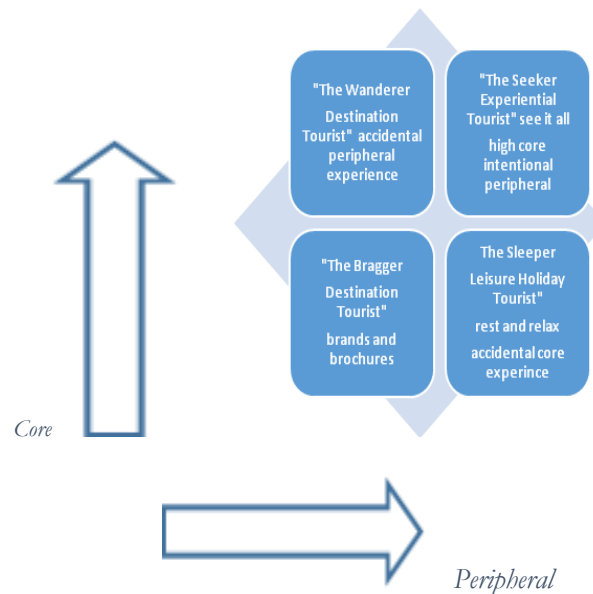 "The Wanderer
Destination
Tourist" accidental
peripheral
experience
"The Seeker
Experiential
Tourist" see it all
high core
intentional
peripheral
"The Bragger
Destination
Tourist"
brands and
brochures
The Sleeper
Leisure Holiday
Tourist"
rest and relax
accidental core
experince
Core
Peripheral